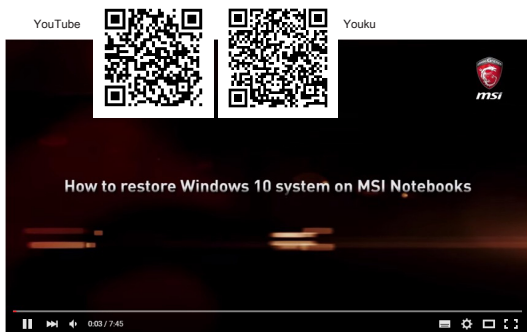 YouTube
Youku
msi
How to restore Windows 10 system on MSI Notebooks
0:03 / 7:45